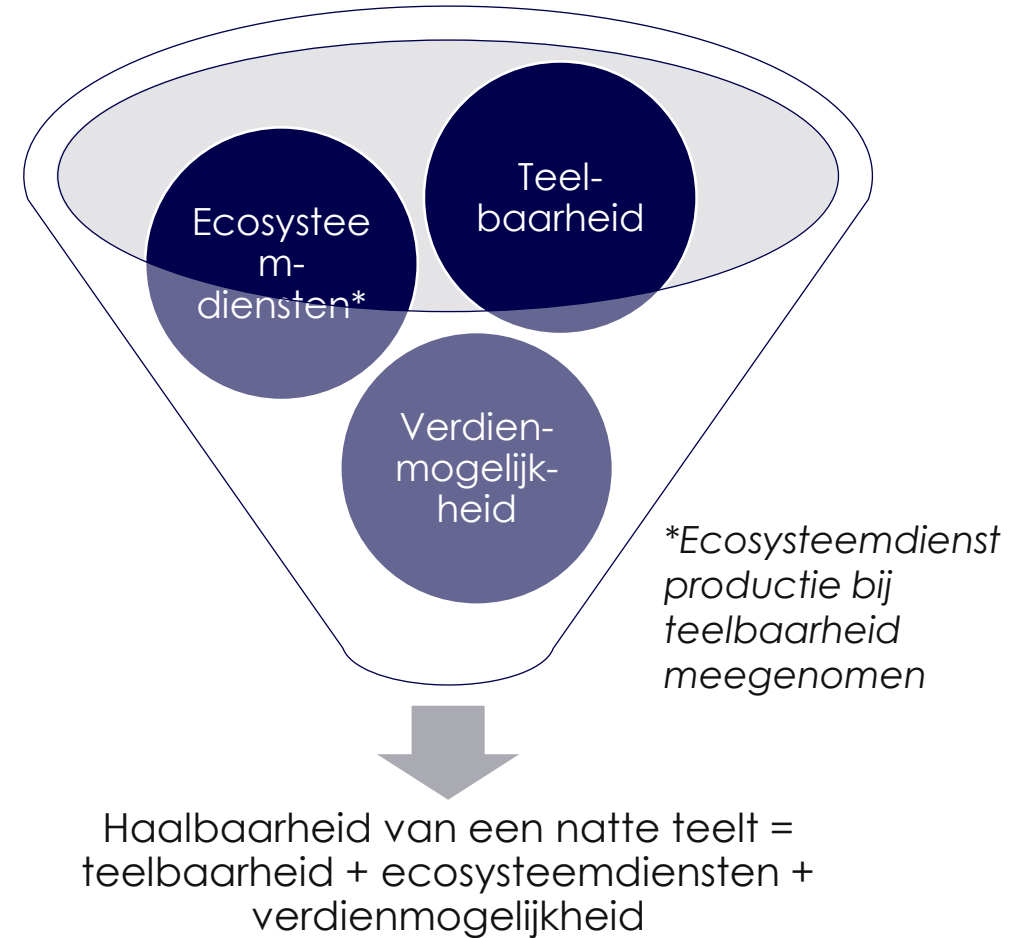 Teel-
baarheid
Ecosystee
m-
diensten*
Verdien-
mogelijk-
heid
*Ecosysteemdienst
productie bij
teelbaarheid
meegenomen
Haalbaarheid van een natte teelt =
teelbaarheid + ecosysteemdiensten +
verdienmogelijkheid